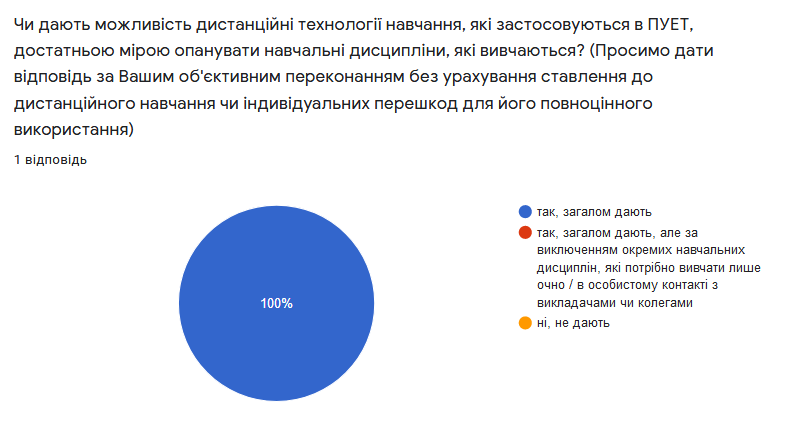 Чи дають можливість дистанційні технології навчання, які застосовуються в ПУЕТ,
достатньою мірою опанувати навчальні дисципліни, які вивчаються? (Просимо дати
відповідь за Вашим об'єктивним переконанням без урахування ставлення до
дистанційного навчання чи індивідуальних перешкод для його повноцінного
використання)
1 відповідь
100%
так, загалом дають
так, загалом дають, але за
виключенням окремих навчальних
дисциплін, які потрібно вивчати лише
очно / в особистому контакті з
викладачами чи колегами
ні, не дають